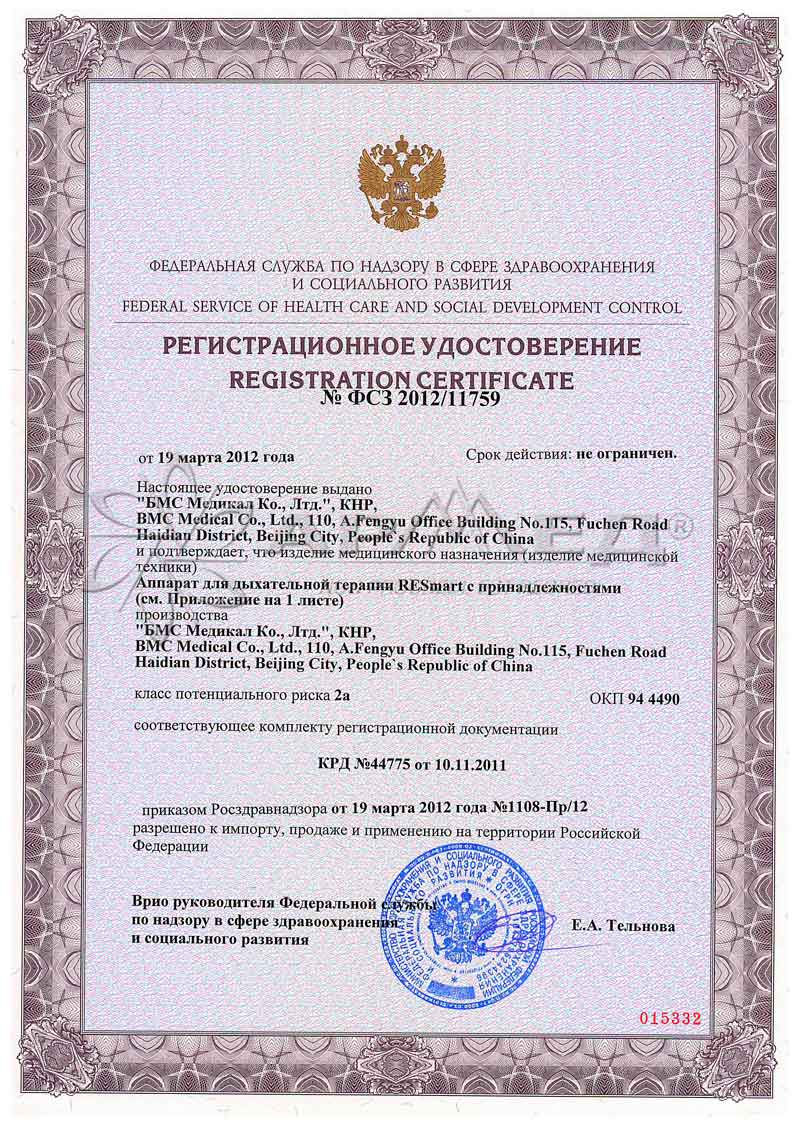 ФЕДЕРАЛЬНАЯ СЛУЖБА ПО НАДЗОРУ В СФЕРЕ ЗДРАВООХРАНЕНИЯ
И СОЦИАЛЬНОГО РАЗВИТИЯ
FEDERAL SERVICE OF HEALTH CARE AND SOCIAL DEVELOPMENT CONTROL
РЕГИСТРАЦИОННОЕ УДОСТОВЕРЕНИЕ
REGISTRATION CERTIFICATE
№ ФСЗ 2012/11759
от 19 марта 2012 года Срок действия: не ограничен.
Настоящее удостоверение выдано
"БМС Медикал Ко., Лтд.", КНР,
BMC Medical Co., Ltd., 110, A.Fengyu Office Building No.115, Fuchen Road
Haidian District, Beijing City, People`s Republic of China
и подтверждает, что изделие медицинского назначения (изделие медицинской
техники)
Аппарат для дыхательной терапии RESmart с принадлежностями
(см. Приложение на 1 листе)
производства
"БМС Медикал Ко., Лтд.", КНР,
BMC Medical Co., Ltd., 110, A.Fengyu Office Building No.115, Fuchen Road
Haidian District, Beijing City, People`s Republic of China
класс потенциального риска 2а ОКП 94 4490
соответствующее комплекту регистрационной документации
КРД №44775 от 10.11.2011
приказом Росздравнадзора от 19 марта 2012 года №1108-Пр/12
разрешено к импорту, продаже и применению на территории Российской
Федерации
Врио руководителя Федеральной службы
по надзору в сфере здравоохранения
и социального развития
Е.А. Тельнова
015332